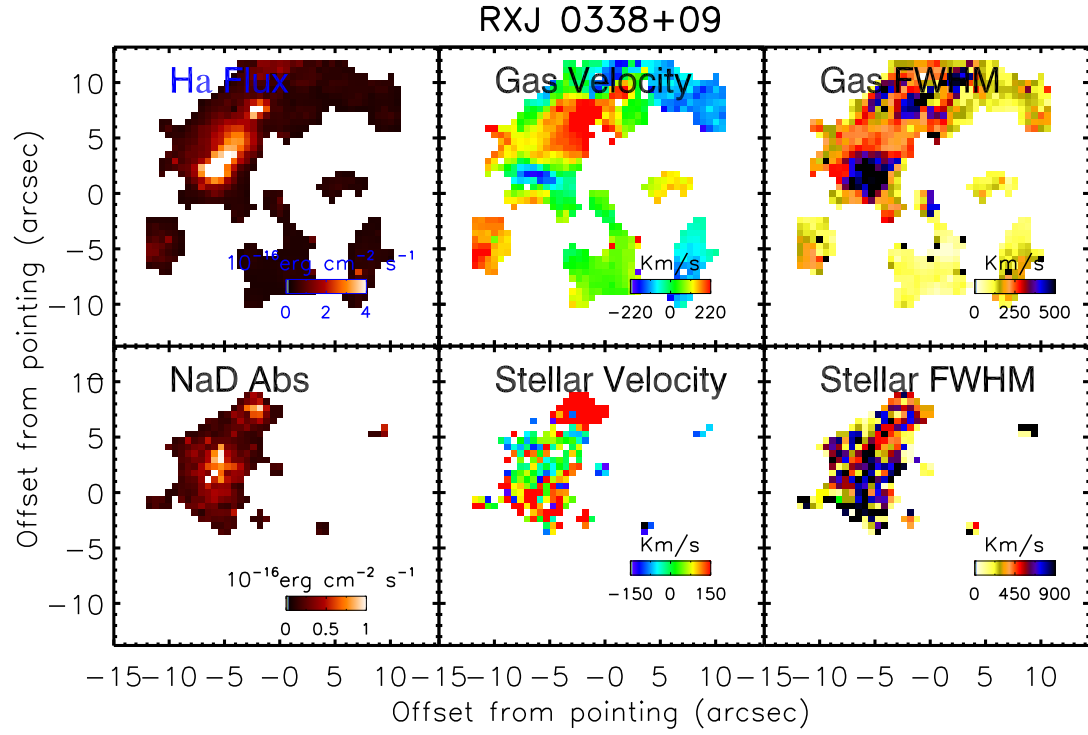 RXJ 0338+09
Hα Flux
Gas Velocity
Gas FWHM
10
5
0
−5
−10
10⁻¹⁶erg cm⁻² s⁻¹
0 2 4
Km/s
−220 0 220
Km/s
0 250 500
Offset from pointing (arcsec)
NaD Abs
Stellar Velocity
Stellar FWHM
10
5
0
−5
−10
10⁻¹⁶erg cm⁻² s⁻¹
0 0.5 1
Km/s
−150 0 150
Km/s
0 450 900
Offset from pointing (arcsec)
−15−10 −5 −0 5 10−15−10 −5 −0 5 10−15−10 −5 −0 5 10
Offset from pointing (arcsec)